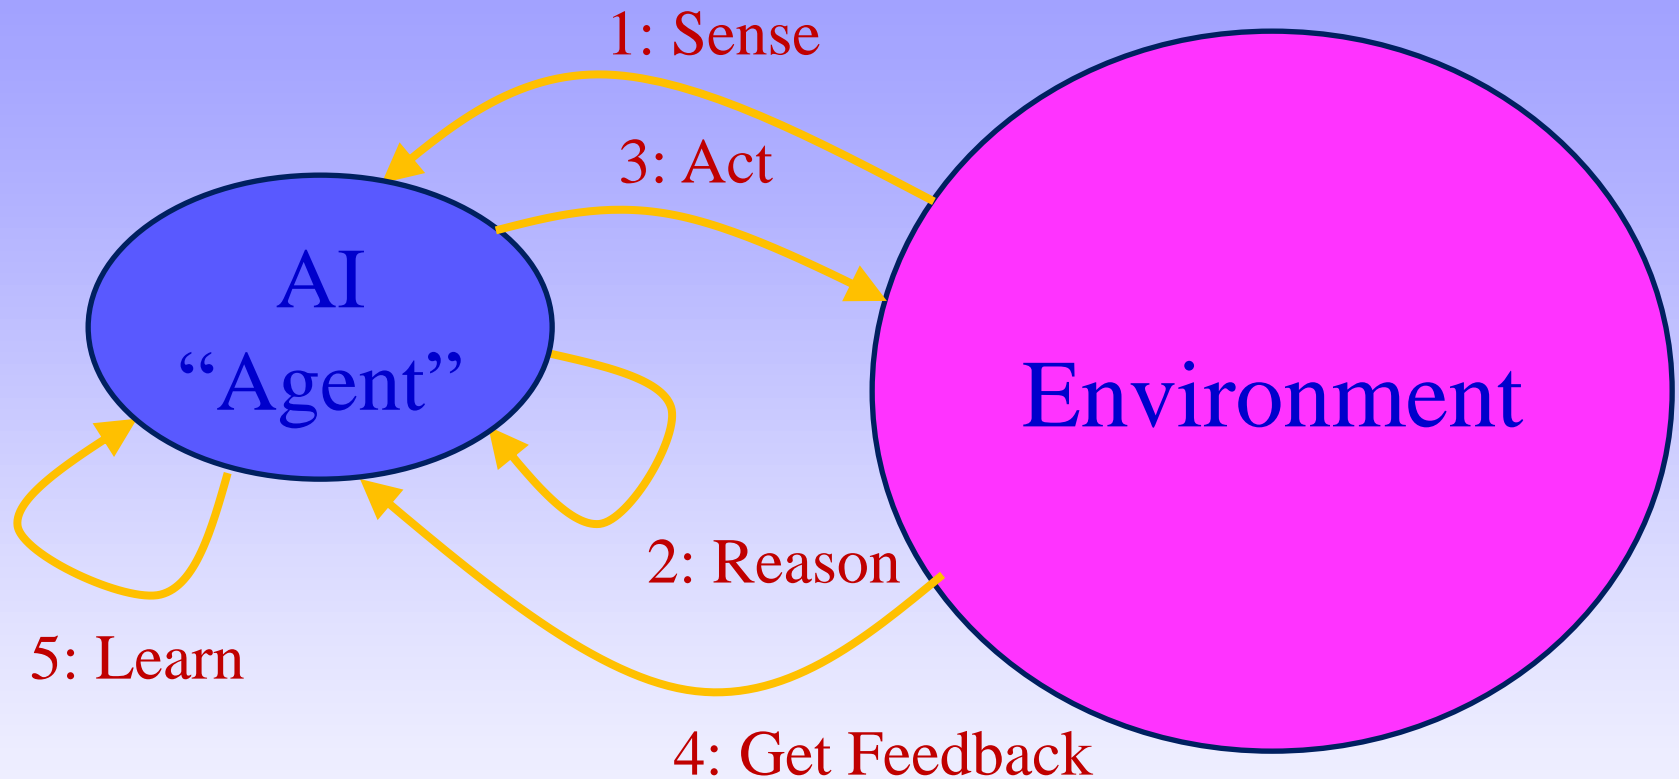 1: Sense
3: Act
AI
“Agent”
Environment
2: Reason
5: Learn
4: Get Feedback